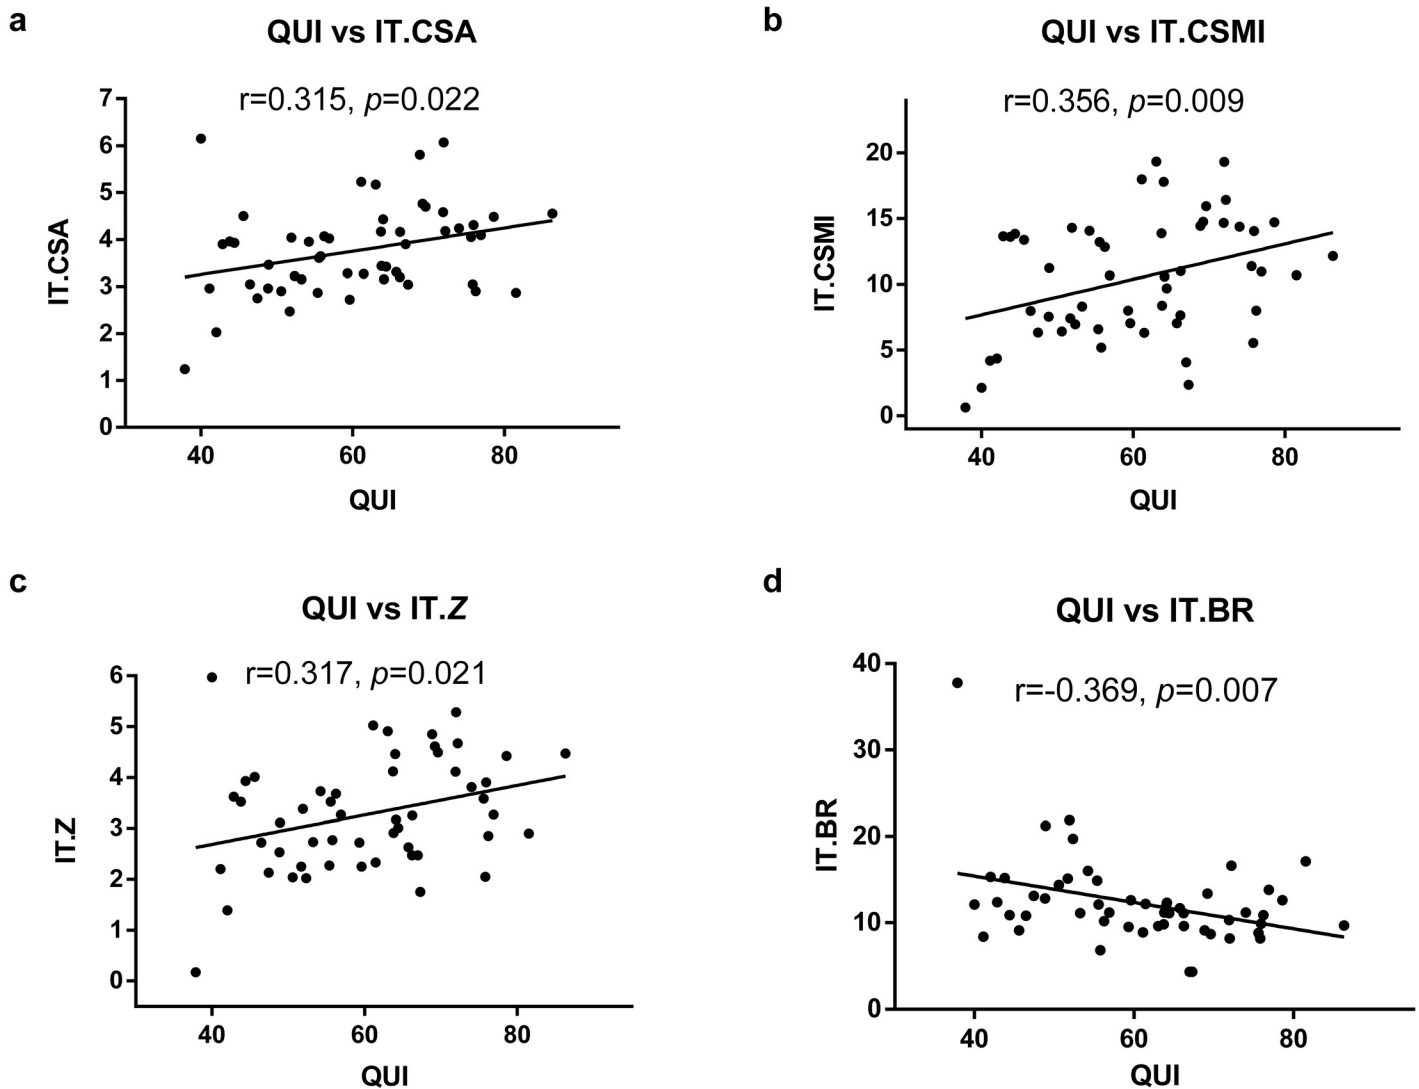 a
QUI vs IT.CSA
r=0.315, p=0.022
7
6
5
4
3
2
1
0
IT.CSA
40 60 80
QUI
b
QUI vs IT.CSMI
r=0.356, p=0.009
20
15
10
5
0
IT.CSMI
40 60 80
QUI
c
QUI vs IT.Z
r=0.317, p=0.021
6
5
4
3
2
1
0
IT.Z
40 60 80
QUI
d
QUI vs IT.BR
r=-0.369, p=0.007
40
30
20
10
0
IT.BR
40 60 80
QUI